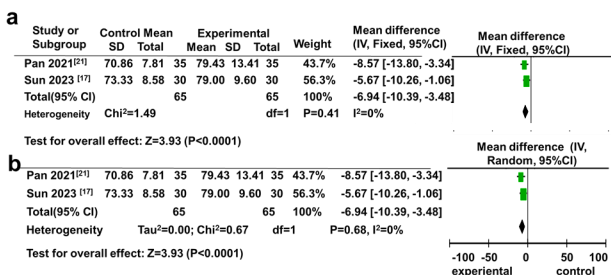 a
Study or Subgroup Control Mean SD Total Experimental Mean SD Total Weight Mean difference (IV, Fixed, 95%CI) Mean difference (IV, Fixed, 95%CI)
Pan 2021[21] 70.86 7.81 35 79.43 13.41 35 43.7% -8.57 [-13.80, -3.34]
Sun 2023 [17] 73.33 8.58 30 79.00 9.60 30 56.3% -5.67 [-10.26, -1.06]
Total(95% CI) 65 65 100% -6.94 [-10.39, -3.48]
Heterogeneity Chi²=1.49 df=1 P=0.41 I²=0%
Test for overall effect: Z=3.93 (P<0.0001)
b
Mean difference (IV, Random, 95%CI)
Pan 2021[21] 70.86 7.81 35 79.43 13.41 35 43.7% -8.57 [-13.80, -3.34]
Sun 2023 [17] 73.33 8.58 30 79.00 9.60 30 56.3% -5.67 [-10.26, -1.06]
Total(95% CI) 65 65 100% -6.94 [-10.39, -3.48]
Heterogeneity Tau²=0.00; Chi²=0.67 df=1 P=0.68, I²=0%
Test for overall effect: Z=3.93 (P<0.0001)
-100 -50 0 50 100
experiental control